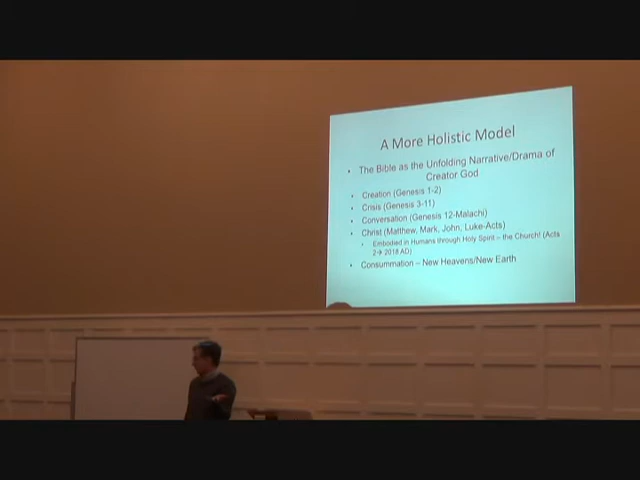 A More Holistic Model
• The Bible as the Unfolding Narrative/Drama of
Creator God
• Creation (Genesis 1-2)
• Crisis (Genesis 3-11)
• Conversation (Genesis 12-Malachi)
• Christ (Matthew, Mark, John, Luke-Acts)
• Embodied in Humans through Holy Spirit – the Church! (Acts
2→ 2018 AD)
• Consummation – New Heavens/New Earth